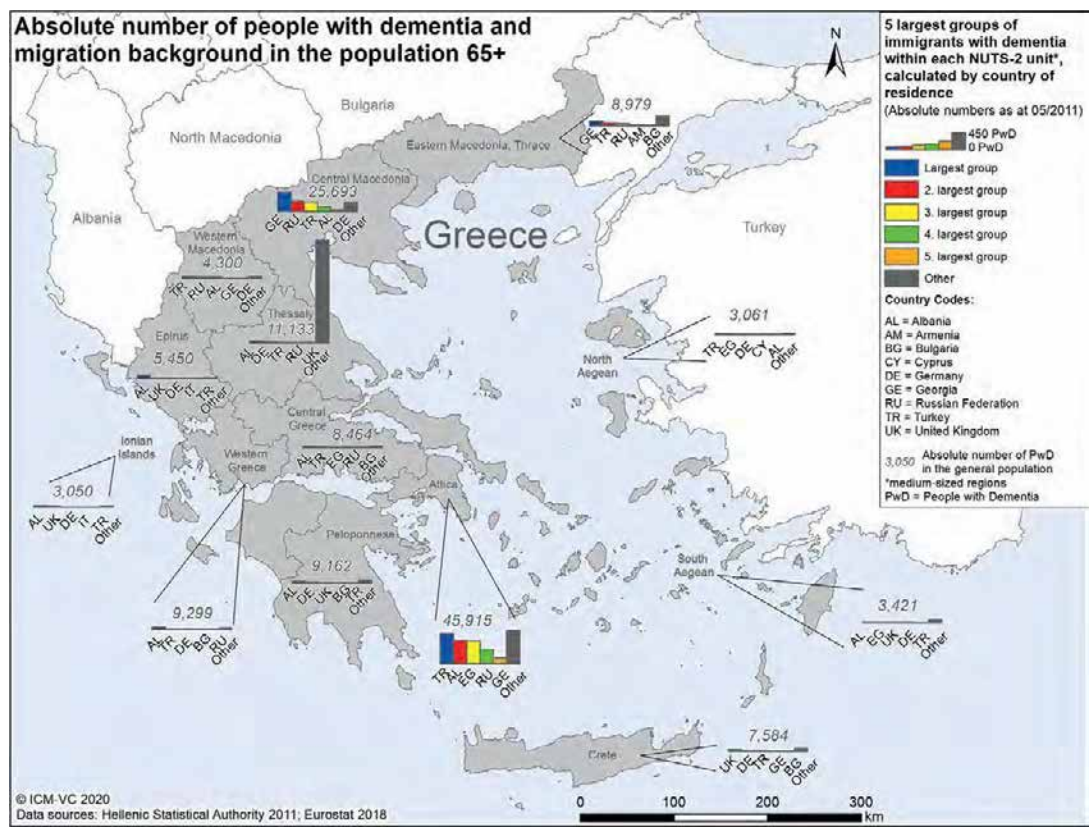 Absolute number of people with dementia and
migration background in the population 65+
N
5 largest groups of
immigrants with dementia
within each NUTS-2 unit*,
calculated by country of
residence
(Absolute numbers as at 05/2011)
450 PwD
0 PwD
Largest group
2. largest group
3. largest group
4. largest group
5. largest group
Other
Country Codes:
AL = Albania
AM = Armenia
BG = Bulgaria
CY = Cyprus
DE = Germany
GE = Georgia
RU = Russian Federation
TR = Turkey
UK = United Kingdom
3,050 Absolute number of PwD
in the general population
*medium-sized regions
PwD = People with Dementia
Bulgaria
North Macedonia
Albania
Turkey
Greece
Eastern Macedonia, Thrace
8,979
GE TR RU AM BG Other
Central Macedonia
25,693
GE RU TR AL DE Other
Western
Macedonia
4,300
TR RU AL GE DE Other
Thessaly
11,133
AL DE TR RU UK Other
Epirus
5,450
AL UK DE IT TR Other
North
Aegean
3,061
TR EG DE CY AL Other
Central
Greece
8,464
AL TR EG RU BG Other
Ionian
Islands
3,050
AL UK DE IT TR Other
Western
Greece
9,299
AL TR DE BG RU Other
Attica
45,915
TR AL EG RU GE Other
Peloponnese
9,162
AL DE UK BG TR Other
South
Aegean
3,421
AL EG UK DE TR Other
Crete
7,584
UK DE TR GE BG Other
© ICM-VC 2020
Data sources: Hellenic Statistical Authority 2011; Eurostat 2018
0 100 200 300
km